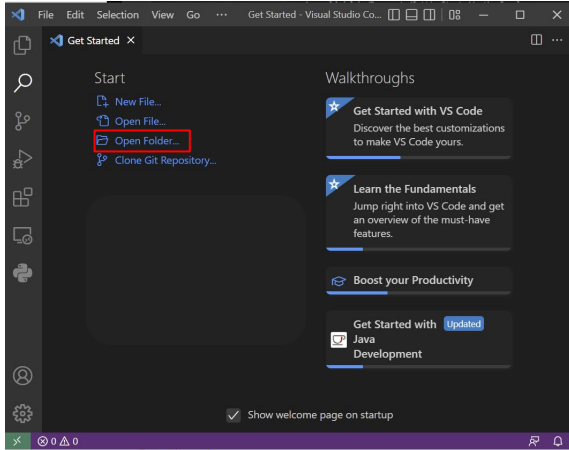 File Edit Selection View Go ··· Get Started - Visual Studio Co...
Get Started
Start
New File...
Open File...
Open Folder...
Clone Git Repository...
Walkthroughs
Get Started with VS Code
Discover the best customizations
to make VS Code yours.
Learn the Fundamentals
Jump right into VS Code and get
an overview of the must-have
features.
Boost your Productivity
Get Started with Updated
Java
Development
Show welcome page on startup
0 0